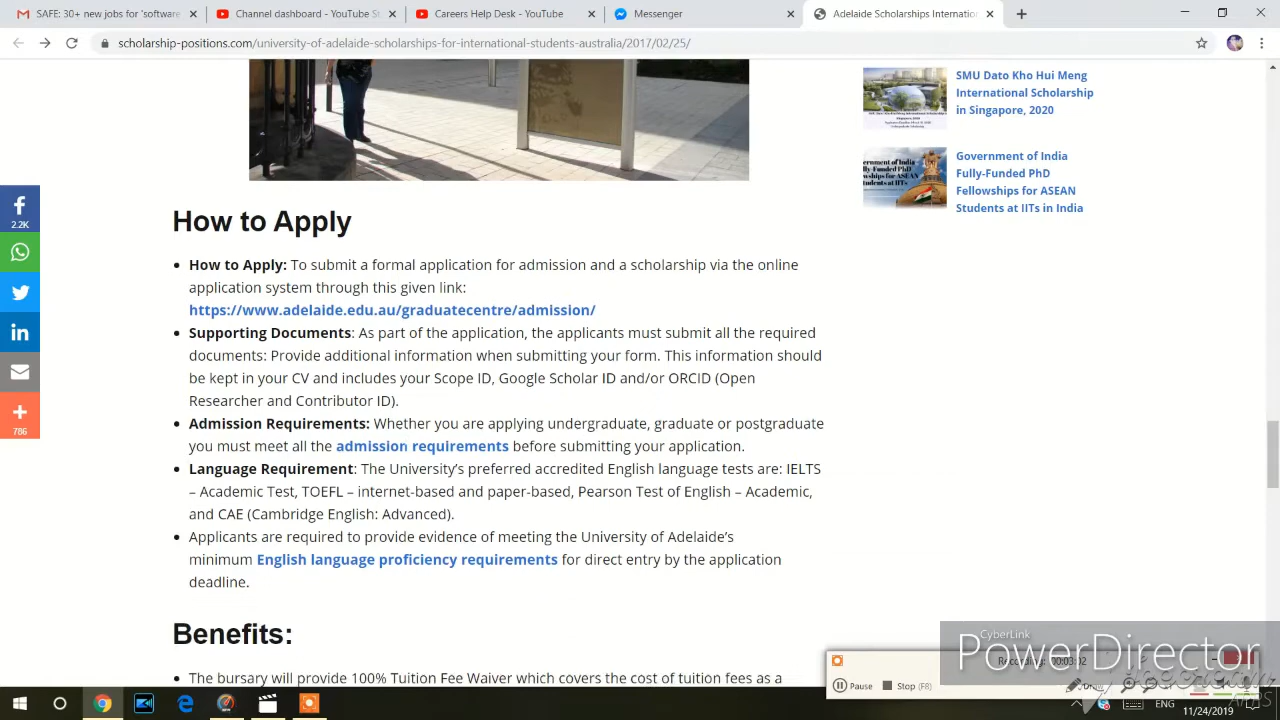 SAFE: 30+ new jobs for 'software
Channel dashboard - YouTube St
Careers Help Desk - YouTube
Messenger
Adelaide Scholarships Internation
scholarship-positions.com/university-of-adelaide-scholarships-for-international-students-australia/2017/02/25/
SMU Dato Kho Hui Meng
International Scholarship
in Singapore, 2020
Government of India
Fully-Funded PhD
Fellowships for ASEAN
Students at IITs in India
2.2K
786
How to Apply
How to Apply: To submit a formal application for admission and a scholarship via the online
application system through this given link:
https://www.adelaide.edu.au/graduatecentre/admission/
Supporting Documents: As part of the application, the applicants must submit all the required
documents: Provide additional information when submitting your form. This information should
be kept in your CV and includes your Scope ID, Google Scholar ID and/or ORCID (Open
Researcher and Contributor ID).
Admission Requirements: Whether you are applying undergraduate, graduate or postgraduate
you must meet all the admission requirements before submitting your application.
Language Requirement: The University's preferred accredited English language tests are: IELTS
– Academic Test, TOEFL – internet-based and paper-based, Pearson Test of English – Academic,
and CAE (Cambridge English: Advanced).
Applicants are required to provide evidence of meeting the University of Adelaide's
minimum English language proficiency requirements for direct entry by the application
deadline.
Benefits:
The bursary will provide 100% Tuition Fee Waiver which covers the cost of tuition fees as a
CyberLink
PowerDirector
Recording: 00:03:02
Pause
Stop (F8)
Draw
ENG
11/24/2019